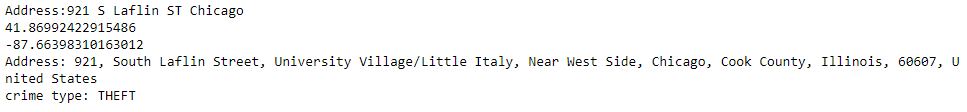 Address:921 S Laflin ST Chicago
41.86992422915486
-87.66398310163012
Address: 921, South Laflin Street, University Village/Little Italy, Near West Side, Chicago, Cook County, Illinois, 60607, U
nited States
crime type: THEFT